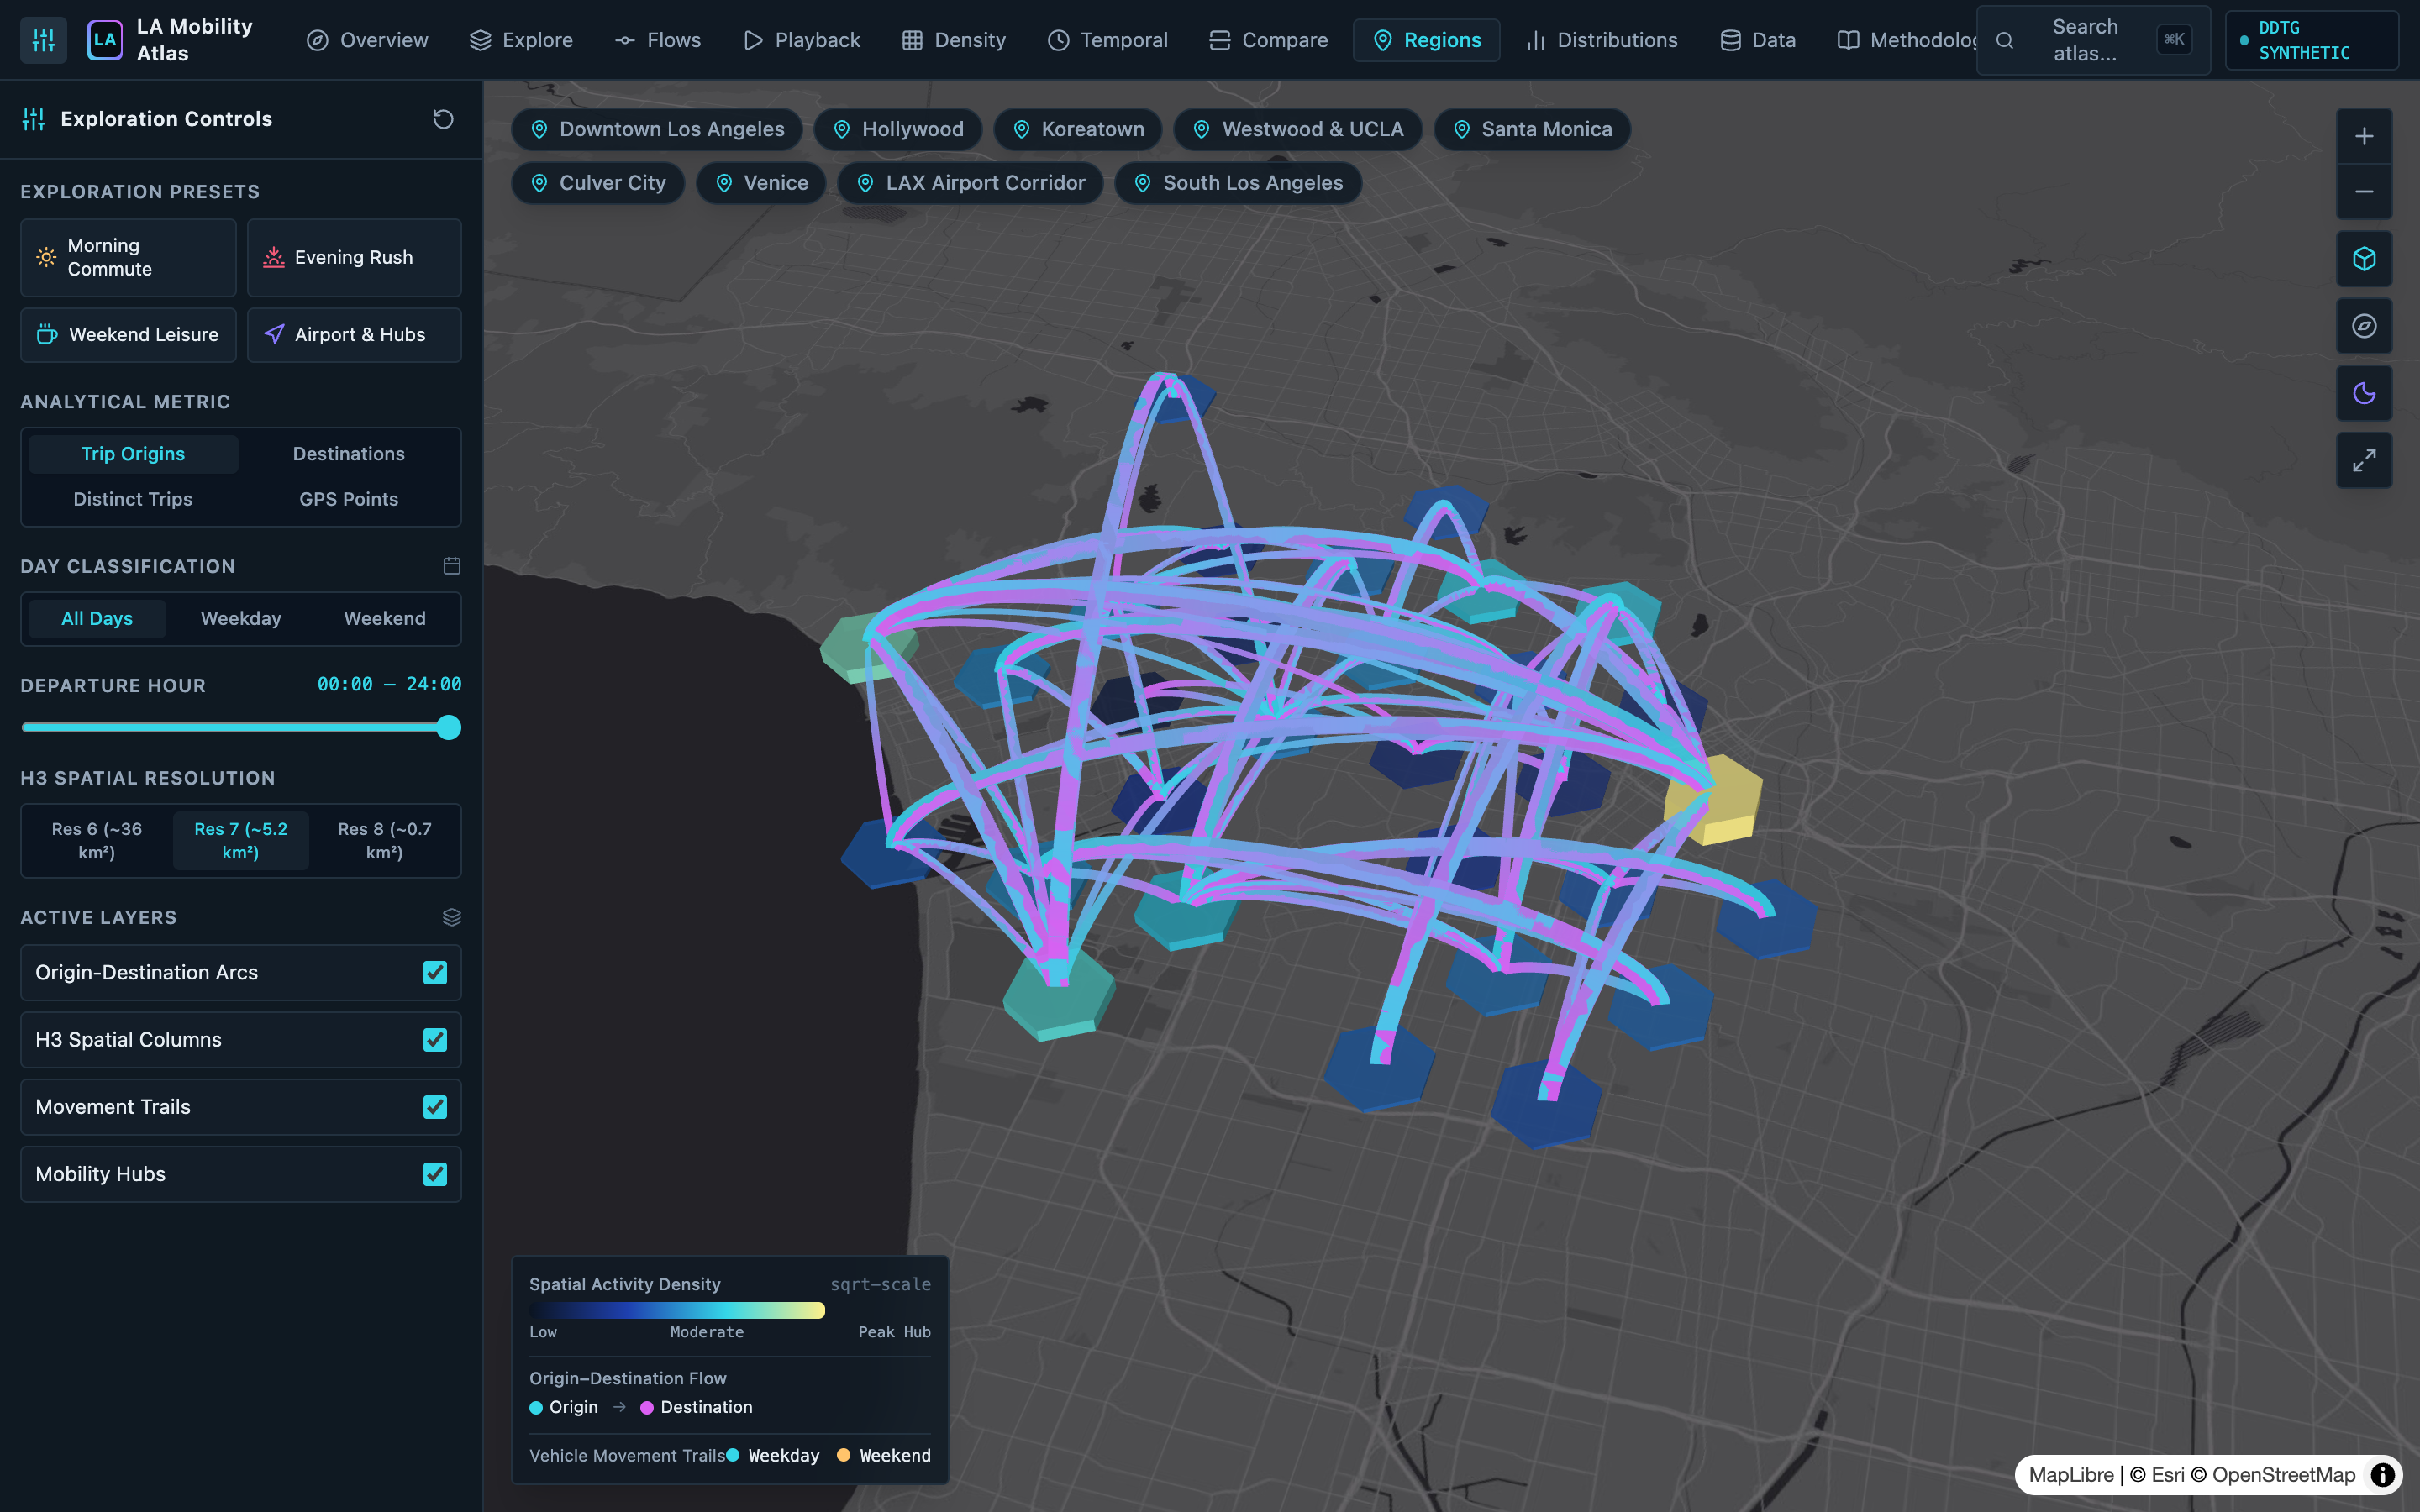 LA
LA Mobility
Atlas
Overview
Explore
Flows
Playback
Density
Temporal
Compare
Regions
Distributions
Data
Methodolog
Search
atlas...
⌘K
DDTG
SYNTHETIC
Exploration Controls
EXPLORATION PRESETS
Morning
Commute
Evening Rush
Weekend Leisure
Airport & Hubs
ANALYTICAL METRIC
Trip Origins
Destinations
Distinct Trips
GPS Points
DAY CLASSIFICATION
All Days
Weekday
Weekend
DEPARTURE HOUR
00:00 — 24:00
H3 SPATIAL RESOLUTION
Res 6 (~36
km²)
Res 7 (~5.2
km²)
Res 8 (~0.7
km²)
ACTIVE LAYERS
Origin-Destination Arcs
H3 Spatial Columns
Movement Trails
Mobility Hubs
Downtown Los Angeles
Hollywood
Koreatown
Westwood & UCLA
Santa Monica
Culver City
Venice
LAX Airport Corridor
South Los Angeles
Spatial Activity Density
sqrt-scale
Low
Moderate
Peak Hub
Origin–Destination Flow
Origin → Destination
Vehicle Movement Trails
Weekday
Weekend
MapLibre | © Esri © OpenStreetMap